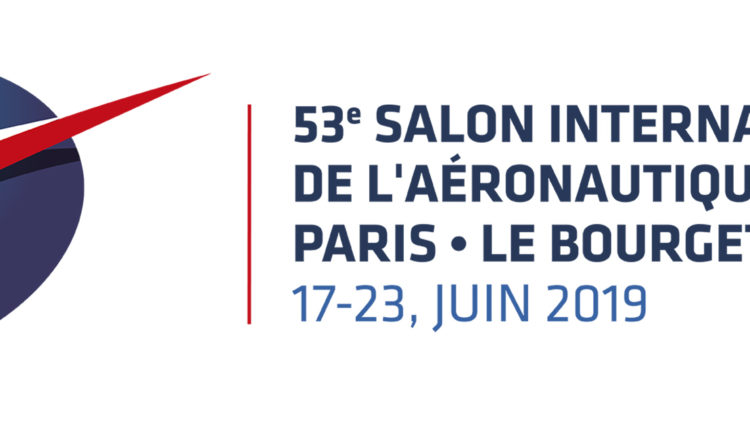 53e SALON INTERNA
DE L'AÉRONAUTIQU
PARIS • LE BOURGET
17-23, JUIN 2019